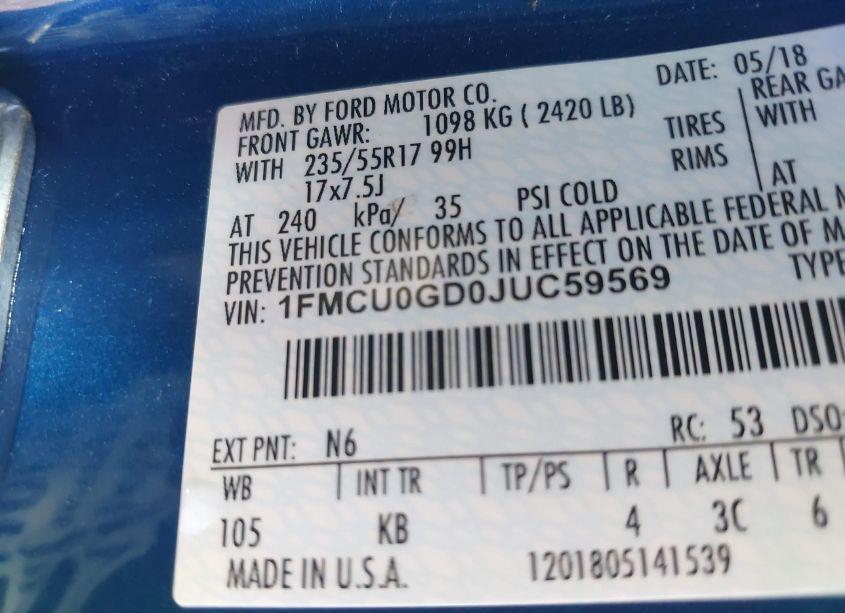 MFD. BY FORD MOTOR CO. DATE: 05/18
FRONT GAWR: 1098 KG ( 2420 LB) REAR GA
WITH 235/55R17 99H TIRES WITH
17x7.5J RIMS
AT 240 kPa/ 35 PSI COLD AT
THIS VEHICLE CONFORMS TO ALL APPLICABLE FEDERAL M
PREVENTION STANDARDS IN EFFECT ON THE DATE OF M
VIN: 1FMCU0GD0JUC59569 TYPE
EXT PNT: N6 RC: 53 DSO:
WB INT TR TP/PS R AXLE TR
105 KB 4 3C 6
MADE IN U.S.A. 1201805141539